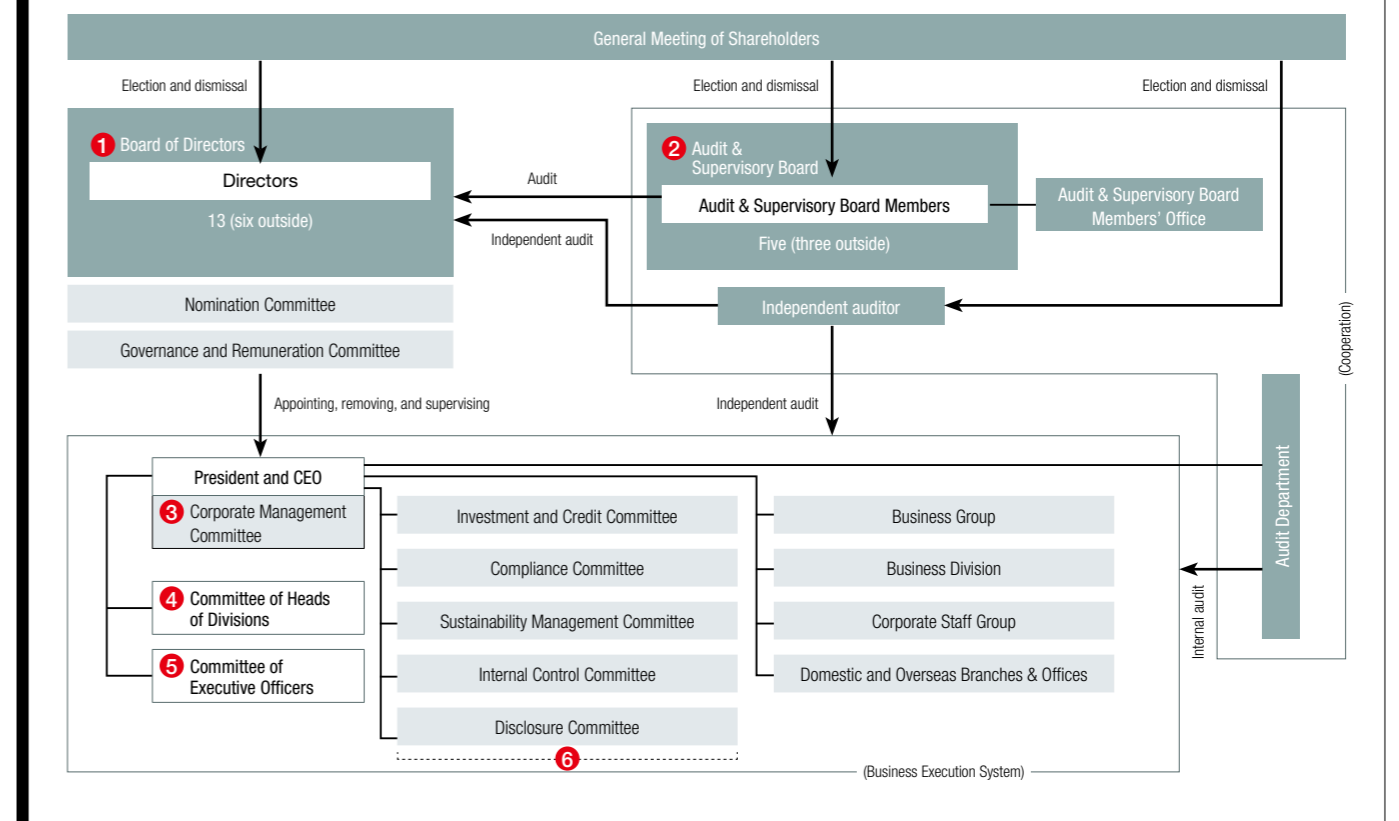 General Meeting of Shareholders
Election and dismissal
Election and dismissal
Election and dismissal
1 Board of Directors
Directors
13 (six outside)
2 Audit &
Supervisory Board
Audit & Supervisory Board Members
Five (three outside)
Audit & Supervisory Board
Members' Office
Audit
Independent audit
Nomination Committee
Governance and Remuneration Committee
Independent auditor
(Cooperation)
Appointing, removing, and supervising
Independent audit
President and CEO
3 Corporate Management
Committee
4 Committee of Heads
of Divisions
5 Committee of
Executive Officers
Investment and Credit Committee
Compliance Committee
Sustainability Management Committee
Internal Control Committee
Disclosure Committee
6
Business Group
Business Division
Corporate Staff Group
Domestic and Overseas Branches & Offices
Audit Department
Internal audit
(Business Execution System)